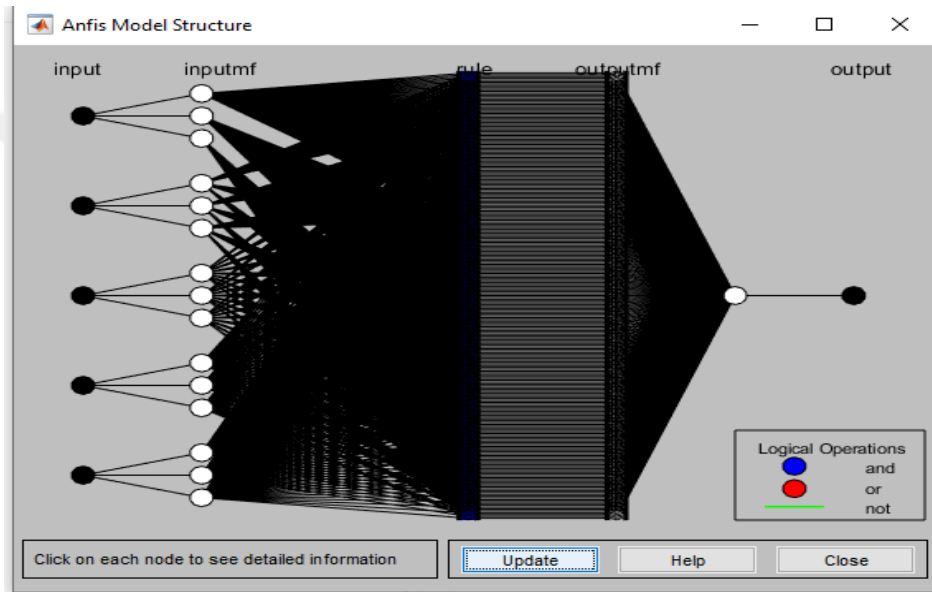 Anfis Model Structure
input inputmf rule outputmf output
Logical Operations
and
or
not
Click on each node to see detailed information
Update Help Close